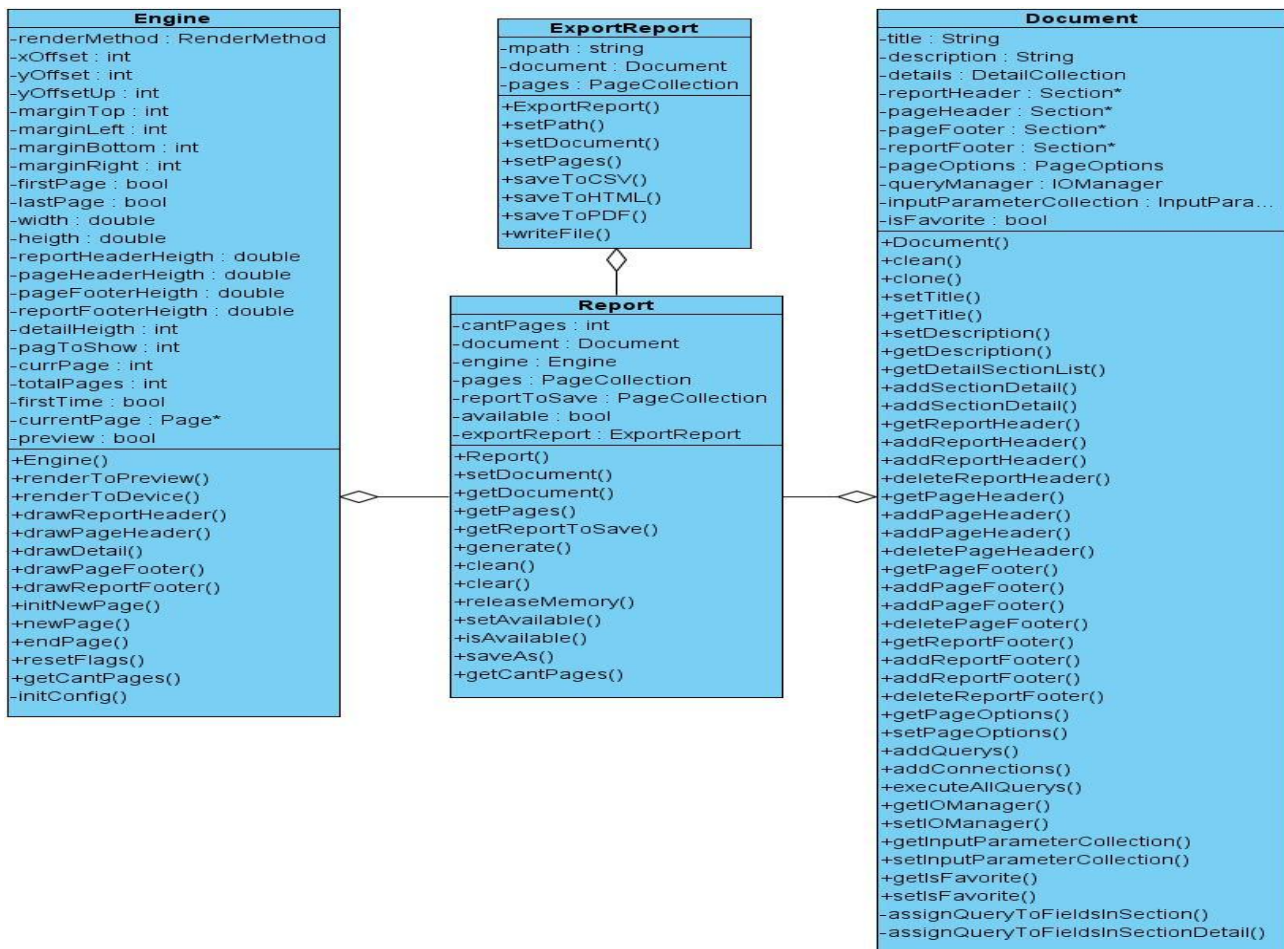 Engine
-renderMethod : RenderMethod
-xOffset : int
-yOffset : int
-yOffsetUp : int
-marginTop : int
-marginLeft : int
-marginBottom : int
-marginRight : int
-firstPage : bool
-lastPage : bool
-width : double
-heigth : double
-reportHeaderHeigth : double
-pageHeaderHeigth : double
-pageFooterHeigth : double
-reportFooterHeigth : double
-detailHeigth : int
-pagToShow : int
-currPage : int
-totalPages : int
-firstTime : bool
-currentPage : Page*
-preview : bool
+Engine()
+renderToPreview()
+renderToDevice()
+drawReportHeader()
+drawPageHeader()
+drawDetail()
+drawPageFooter()
+drawReportFooter()
+initNewPage()
+newPage()
+endPage()
+resetFlags()
+getCantPages()
-initConfig()
ExportReport
-mpath : string
-document : Document
-pages : PageCollection
+ExportReport()
+setPath()
+setDocument()
+setPages()
+saveToCSV()
+saveToHTML()
+saveToPDF()
+writeFile()
Report
-cantPages : int
-document : Document
-engine : Engine
-pages : PageCollection
-reportToSave : PageCollection
-available : bool
-exportReport : ExportReport
+Report()
+setDocument()
+getDocument()
+getPages()
+getReportToSave()
+generate()
+clean()
+clear()
+releaseMemory()
+setAvailable()
+isAvailable()
+saveAs()
+getCantPages()
Document
-title : String
-description : String
-details : DetailCollection
-reportHeader : Section*
-pageHeader : Section*
-pageFooter : Section*
-reportFooter : Section*
-pageOptions : PageOptions
-queryManager : IOManager
-inputParameterCollection : InputPara...
-isFavorite : bool
+Document()
+clean()
+clone()
+setTitle()
+getTitle()
+setDescription()
+getDescription()
+getDetailSectionList()
+addSectionDetail()
+addSectionDetail()
+getReportHeader()
+addReportHeader()
+addReportHeader()
+deleteReportHeader()
+getPageHeader()
+addPageHeader()
+addPageHeader()
+deletePageHeader()
+getPageFooter()
+addPageFooter()
+addPageFooter()
+deletePageFooter()
+getReportFooter()
+addReportFooter()
+addReportFooter()
+deleteReportFooter()
+getPageOptions()
+setPageOptions()
+addQuerys()
+addConnections()
+executeAllQuerys()
+getIOManager()
+setIOManager()
+getInputParameterCollection()
+setInputParameterCollection()
+getIsFavorite()
+setIsFavorite()
-assignQueryToFieldsInSection()
-assignQueryToFieldsInSectionDetail()